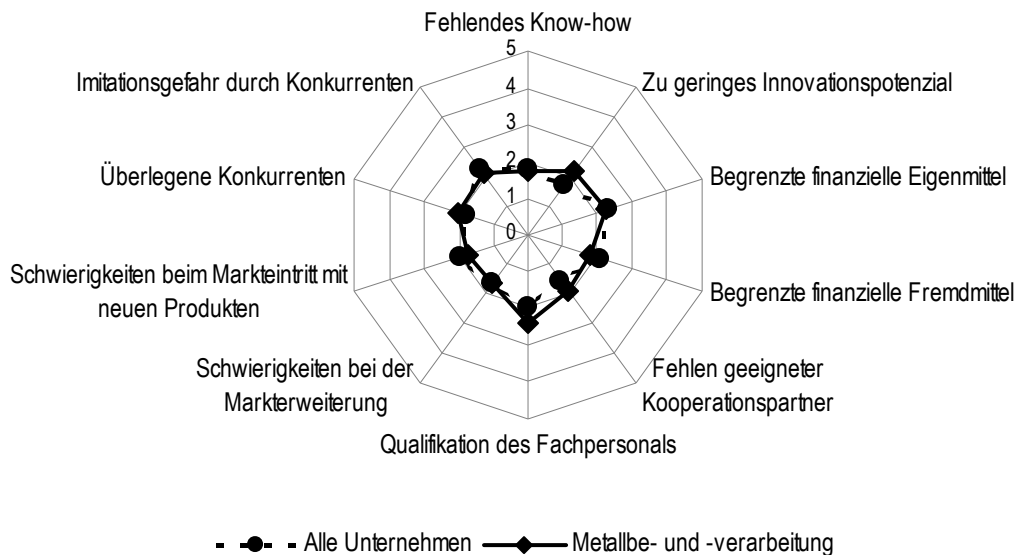 Fehlendes Know-how
5
4
3
2
1
0
Imitationsgefahr durch Konkurrenten
Zu geringes Innovationspotenzial
Überlegene Konkurrenten
Begrenzte finanzielle Eigenmittel
Schwierigkeiten beim Markteintritt mit
neuen Produkten
Begrenzte finanzielle Fremdmittel
Schwierigkeiten bei der
Markterweiterung
Fehlen geeigneter
Kooperationspartner
Qualifikation des Fachpersonals
Alle Unternehmen
Metallbe- und -verarbeitung